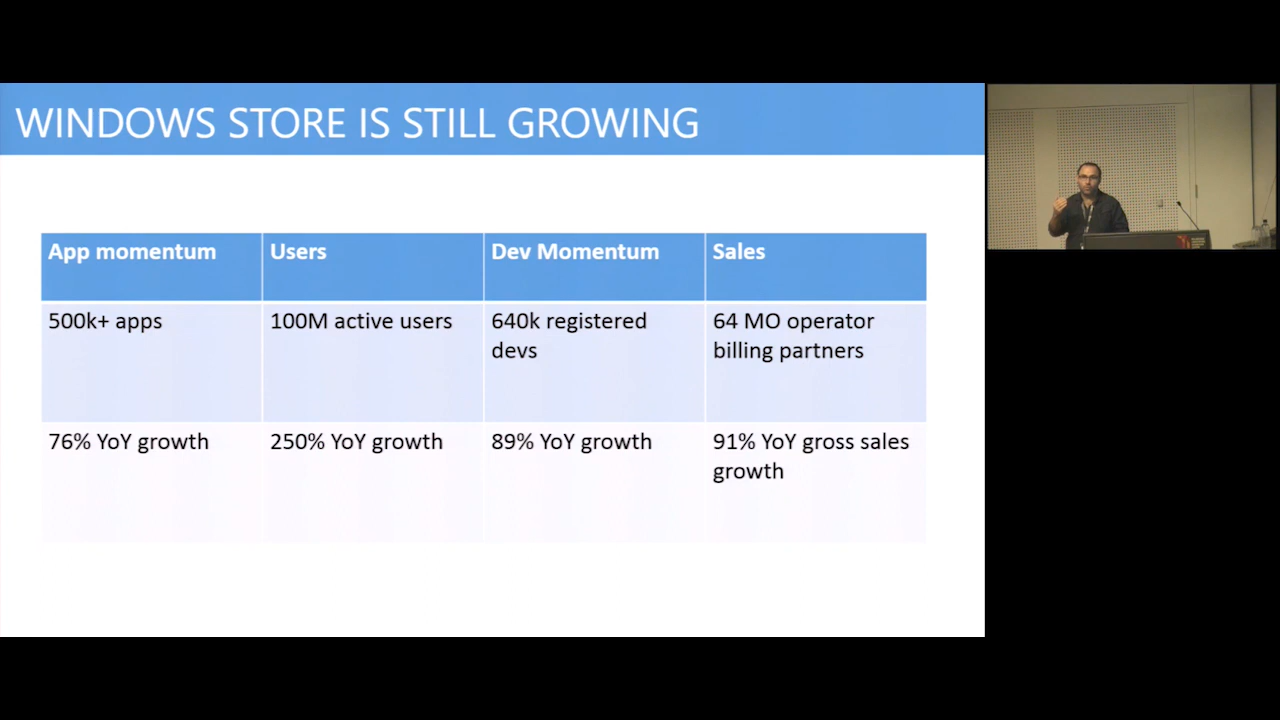 WINDOWS STORE IS STILL GROWING
App momentum
Users
Dev Momentum
Sales
500k+ apps
100M active users
640k registered
devs
64 MO operator
billing partners
76% YoY growth
250% YoY growth
89% YoY growth
91% YoY gross sales
growth